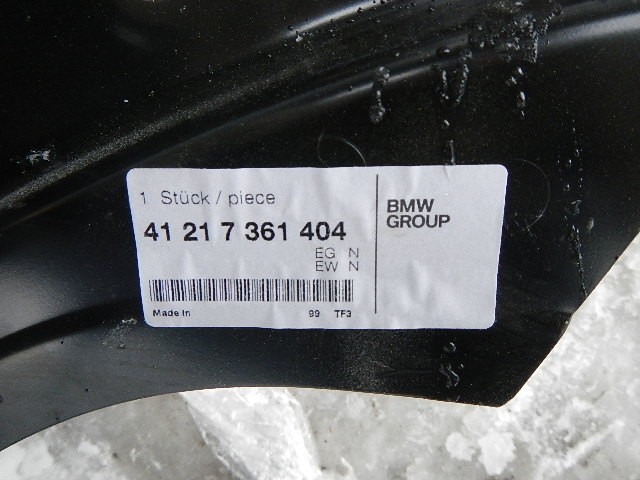 1 Stück / piece
41 21 7 361 404
EG N
EW N
Made in 99 TF3
BMW
GROUP